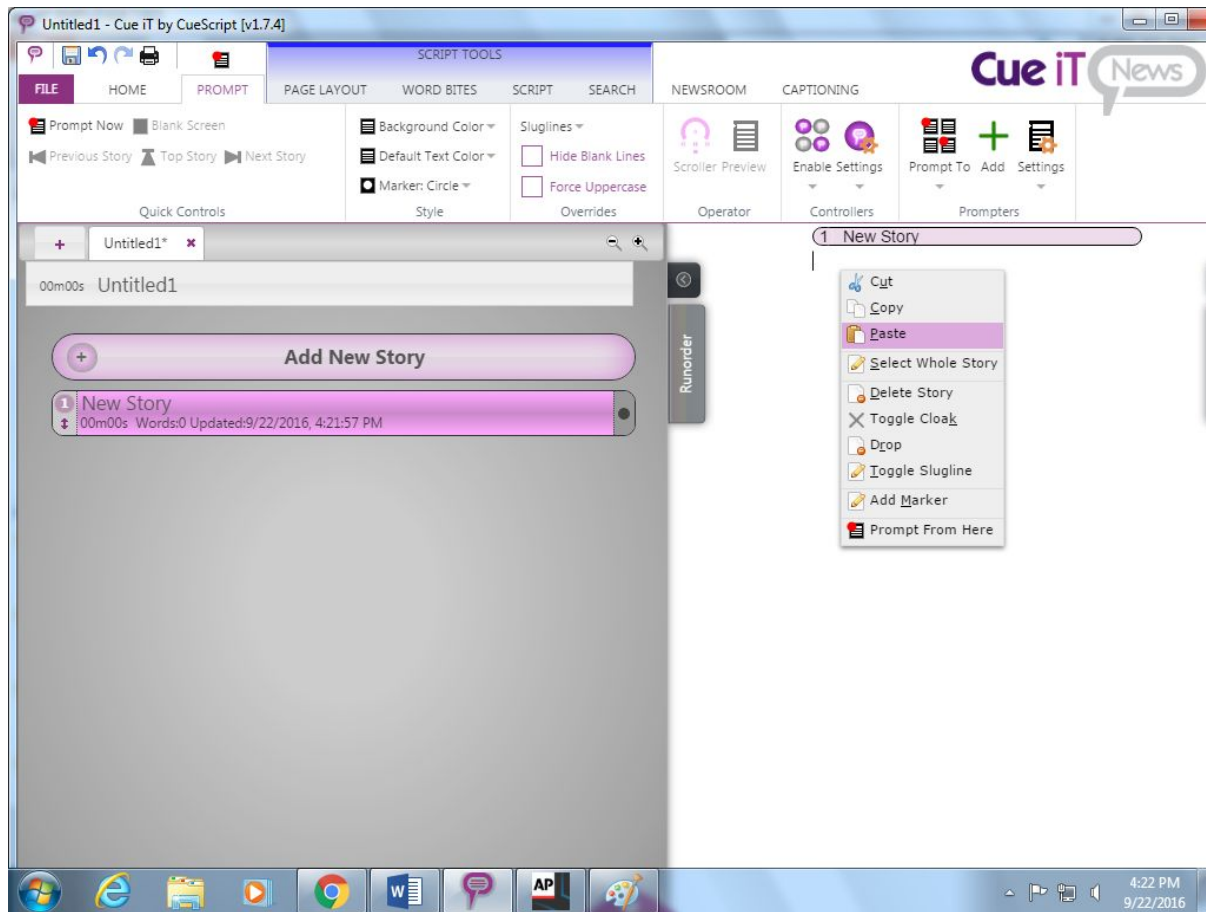 Untitled1 - Cue iT by CueScript [v1.7.4]
SCRIPT TOOLS
FILE HOME PROMPT PAGE LAYOUT WORD BITES SCRIPT SEARCH NEWSROOM CAPTIONING
Cue iT News
Prompt Now Blank Screen
Previous Story Top Story Next Story
Quick Controls
Background Color
Default Text Color
Marker: Circle
Style
Sluglines
Hide Blank Lines
Force Uppercase
Overrides
Scroller Preview
Operator
Enable Settings
Controllers
Prompt To Add Settings
Prompters
+ Untitled1*
00m00s Untitled1
Add New Story
1 New Story
00m00s Words:0 Updated:9/22/2016, 4:21:57 PM
Runorder
1 New Story
Cut
Copy
Paste
Select Whole Story
Delete Story
Toggle Cloak
Drop
Toggle Slugline
Add Marker
Prompt From Here
W
AP
4:22 PM
9/22/2016